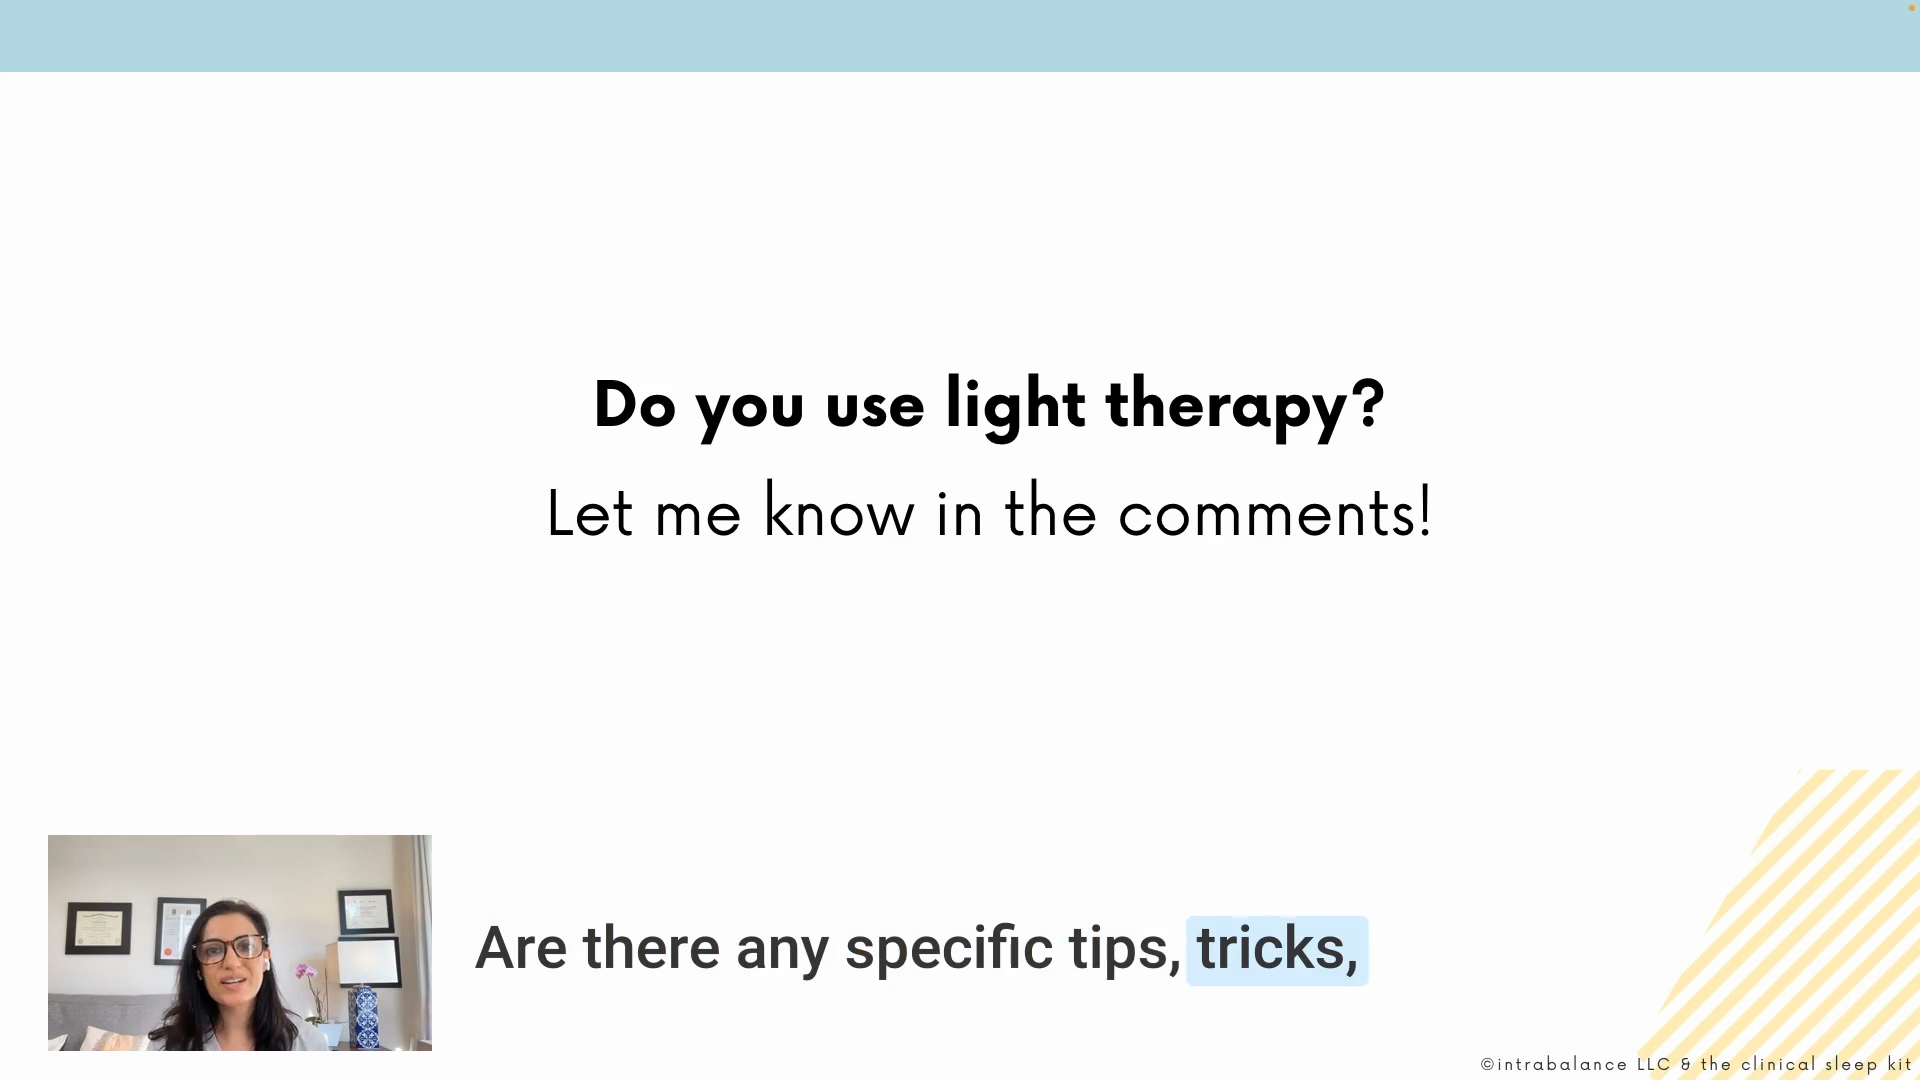 Do you use light therapy?
Let me know in the comments!
Are there any specific tips, tricks,
©intrabalance LLC & the clinical sleep kit